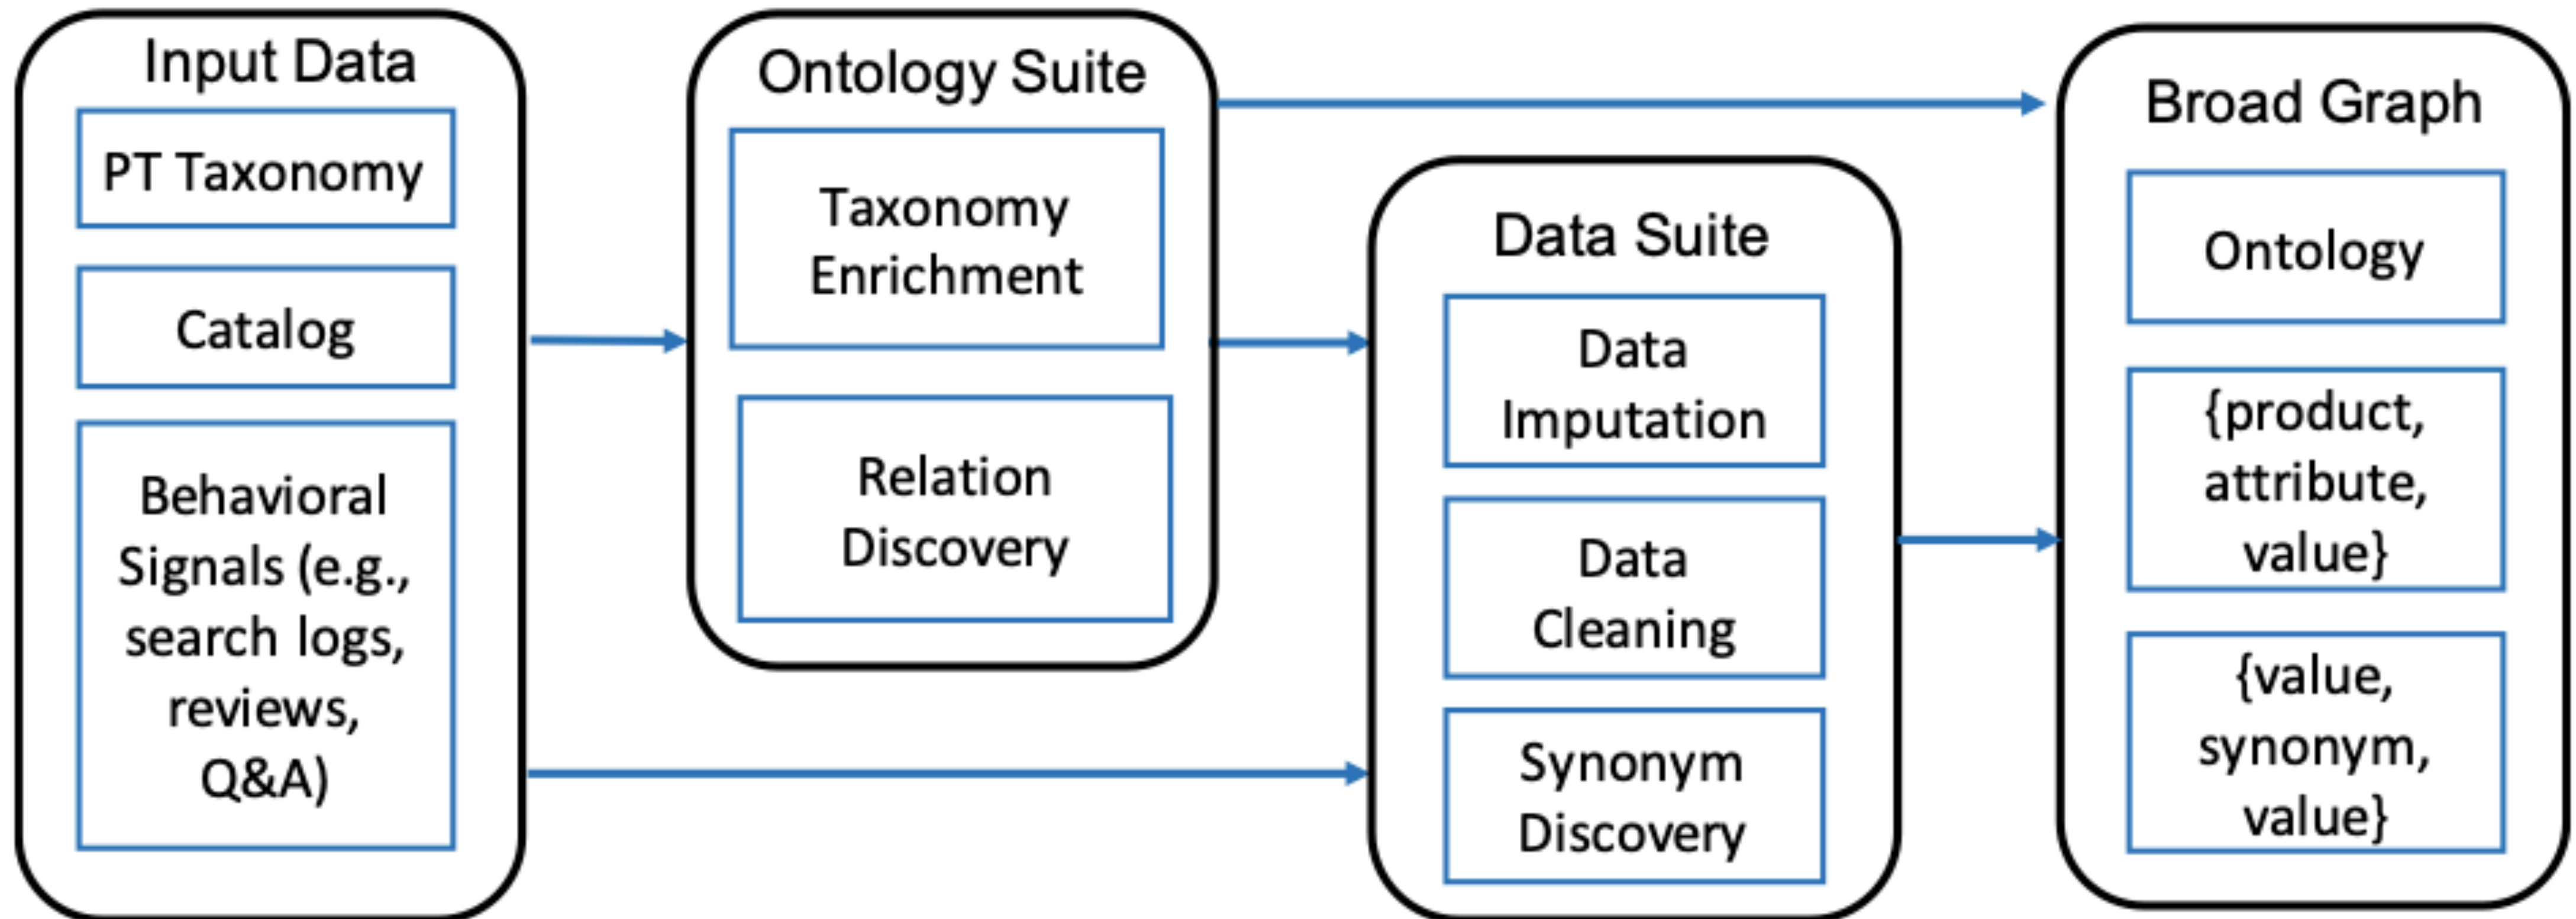 Input Data
PT Taxonomy
Catalog
Behavioral
Signals (e.g.,
search logs,
reviews,
Q&A)
Ontology Suite
Taxonomy
Enrichment
Relation
Discovery
Data Suite
Data
Imputation
Data
Cleaning
Synonym
Discovery
Broad Graph
Ontology
{product,
attribute,
value}
{value,
synonym,
value}